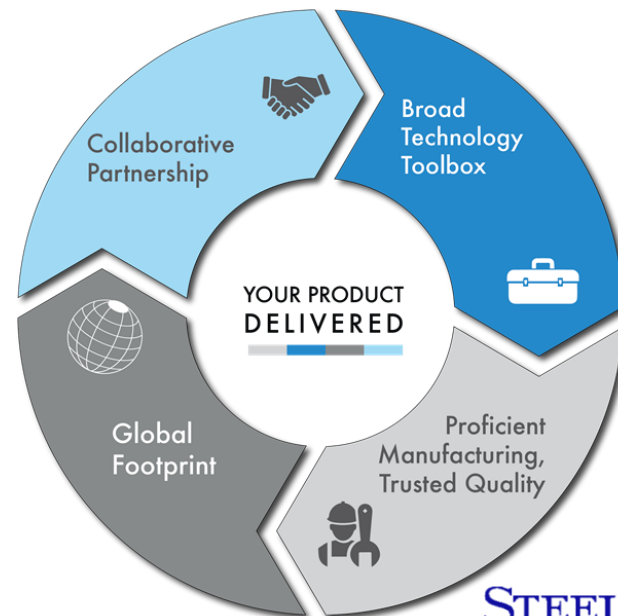 Collaborative
Partnership
Broad
Technology
Toolbox
YOUR PRODUCT
DELIVERED
Global
Footprint
Proficient
Manufacturing,
Trusted Quality